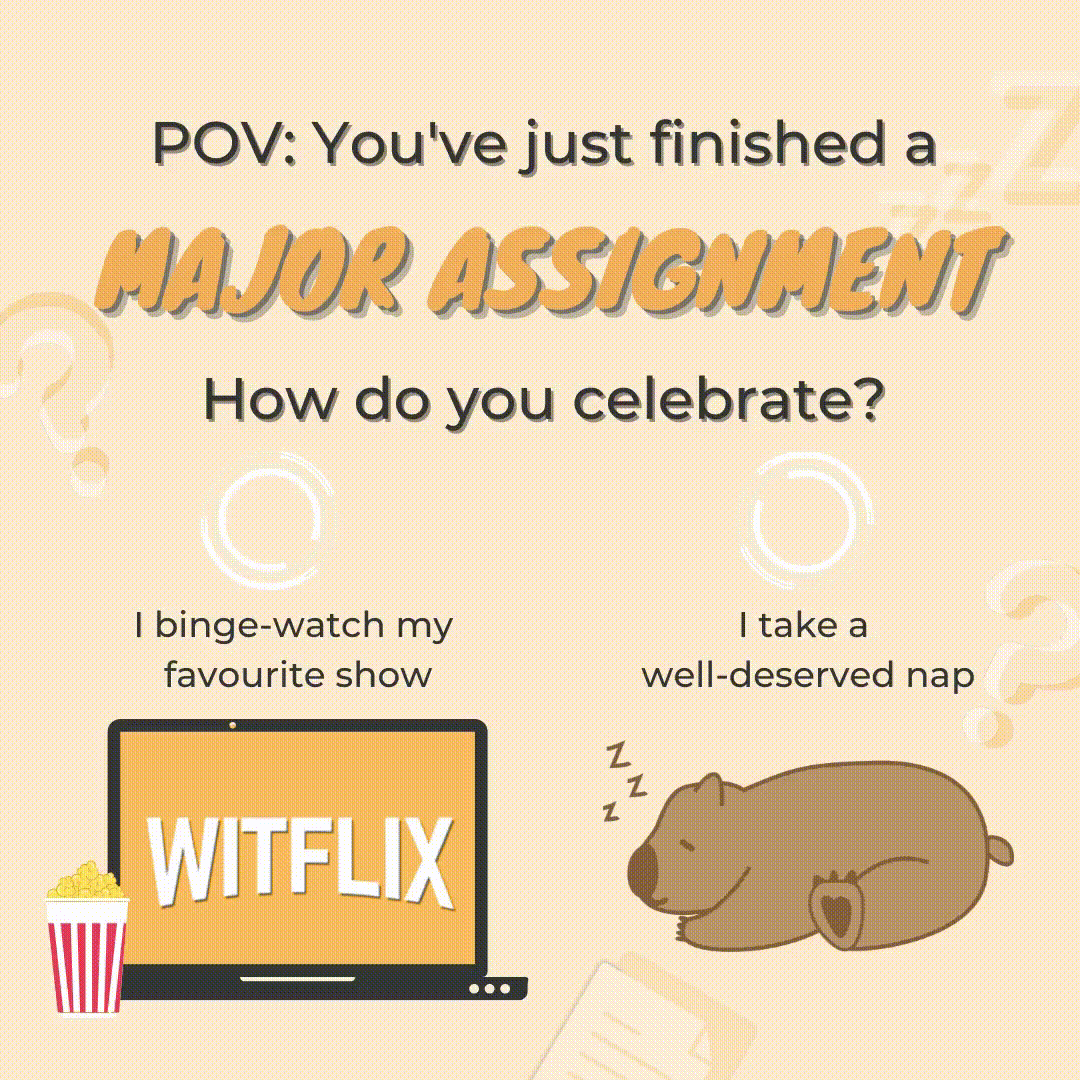 POV: You've just finished a
MAJOR ASSIGNMENT
How do you celebrate?
I binge-watch my
favourite show
I take a
well-deserved nap
WITFLIX
Z
Z
Z
Z
Z
Z
?
?